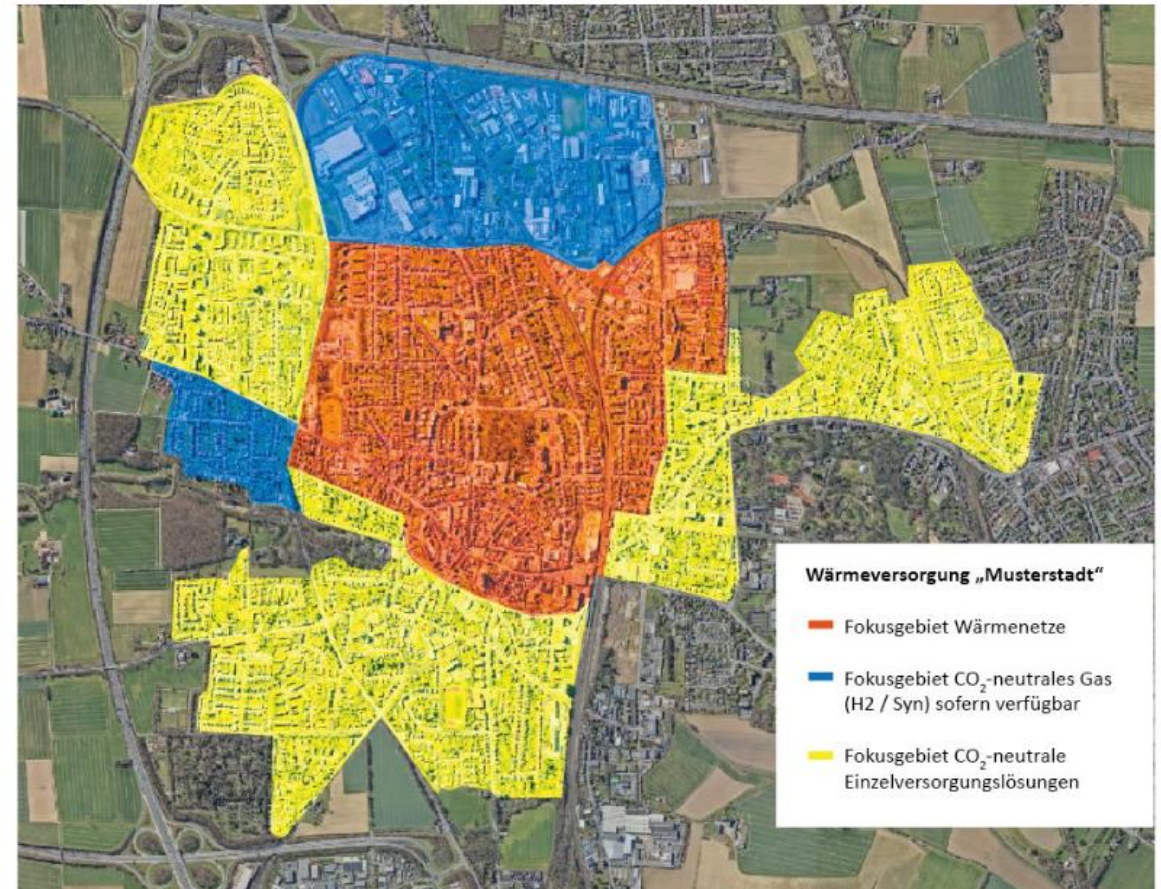 Wärmeversorgung „Musterstadt“
Fokusgebiet Wärmenetze
Fokusgebiet CO₂-neutrales Gas
(H2 / Syn) sofern verfügbar
Fokusgebiet CO₂-neutrale
Einzelversorgungslösungen